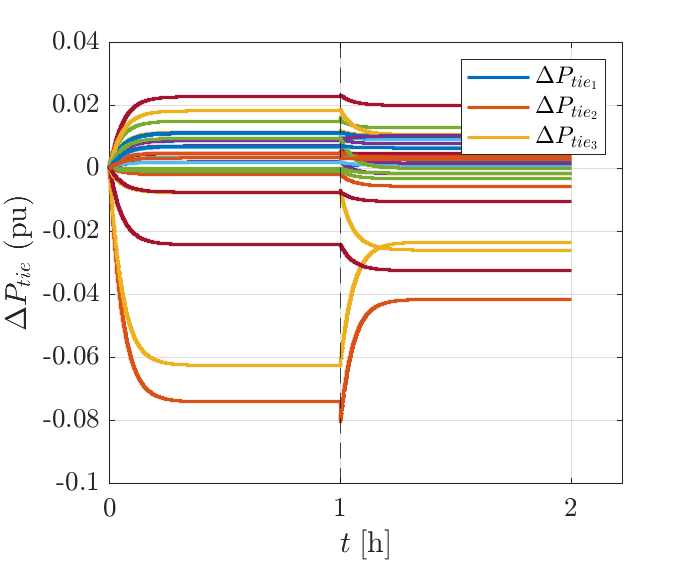 0.04
0.02
0
-0.02
-0.04
-0.06
-0.08
-0.1
ΔP_tie (pu)
ΔP_tie₁
ΔP_tie₂
ΔP_tie₃
0 1 2
t [h]